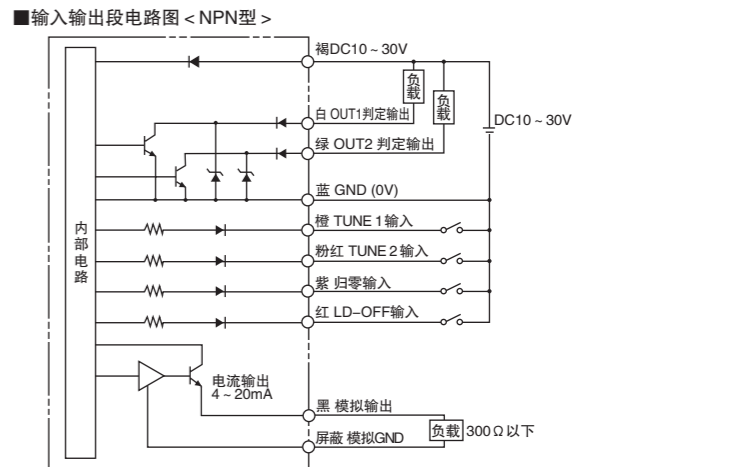 ■输入输出段电路图＜NPN型＞
褐DC10～30V
负载
负载
白 OUT1判定输出
DC10～30V
绿 OUT2 判定输出
蓝 GND (0V)
橙 TUNE 1输入
内部电路
粉红 TUNE 2 输入
紫 归零输入
红 LD-OFF输入
电流输出
4～20mA
黑 模拟输出
负载 300Ω以下
屏蔽 模拟GND